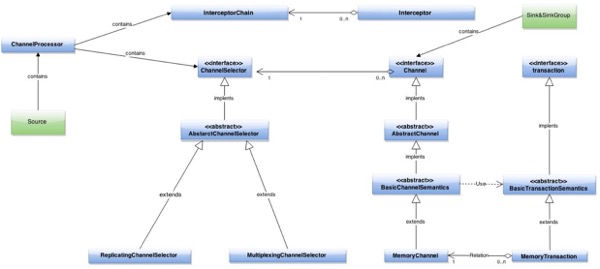 InterceptorChain
Interceptor
Sink&SinkGroup
contains
contains
1
0..n
ChannelProcessor
contains
<<interface>>
ChannelSelector
<<interface>>
Channel
<<interface>>
transaction
contains
1
0..n
implents
implents
Source
<<abstract>>
AbstarctChannelSelector
<<abstract>>
AbstractChannel
implents
implents
<<abstract>>
BasicChannelSemantics
Use
<<abstract>>
BasicTransactionSemantics
extends
extends
extends
extends
ReplicatingChannelSelector
MultiplexingChannelSelector
MemoryChannel
Relation
MemoryTransaction
1
0..n